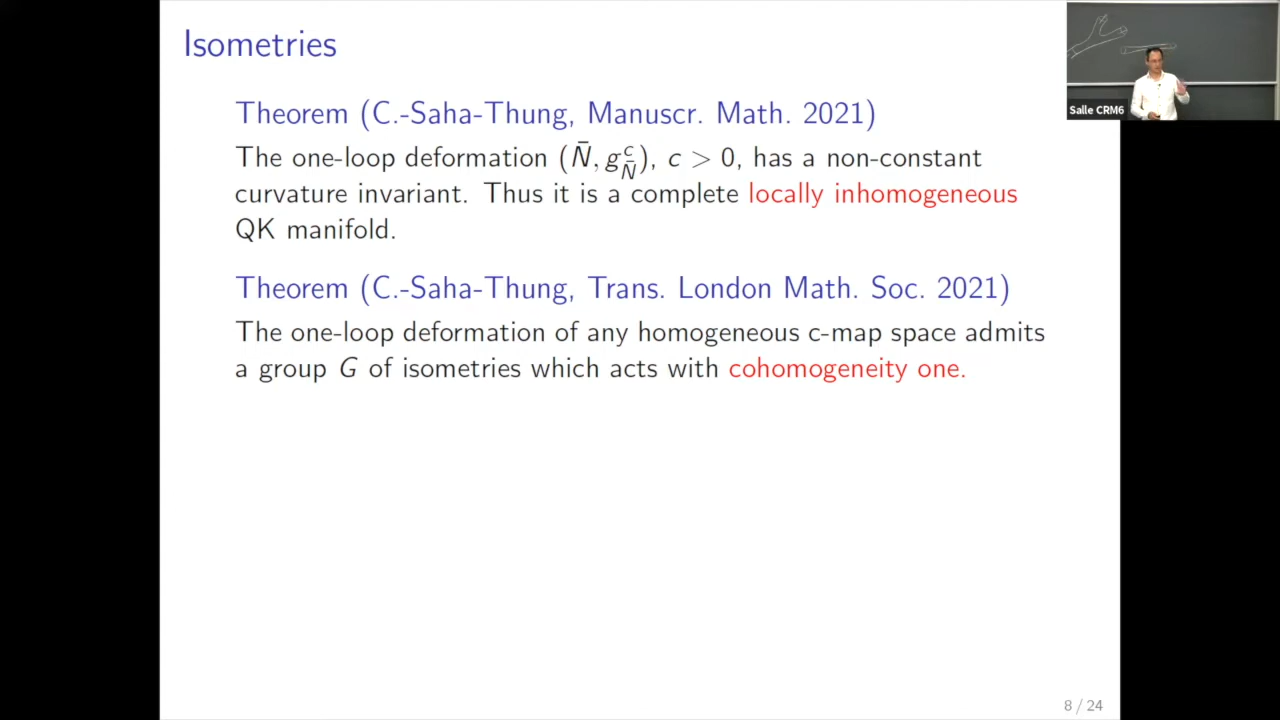 Isometries
Salle CRM6
Theorem (C.-Saha-Thung, Manuscr. Math. 2021)
The one-loop deformation (N̄, g^c_N̄), c > 0, has a non-constant
curvature invariant. Thus it is a complete locally inhomogeneous
QK manifold.
Theorem (C.-Saha-Thung, Trans. London Math. Soc. 2021)
The one-loop deformation of any homogeneous c-map space admits
a group G of isometries which acts with cohomogeneity one.
8 / 24